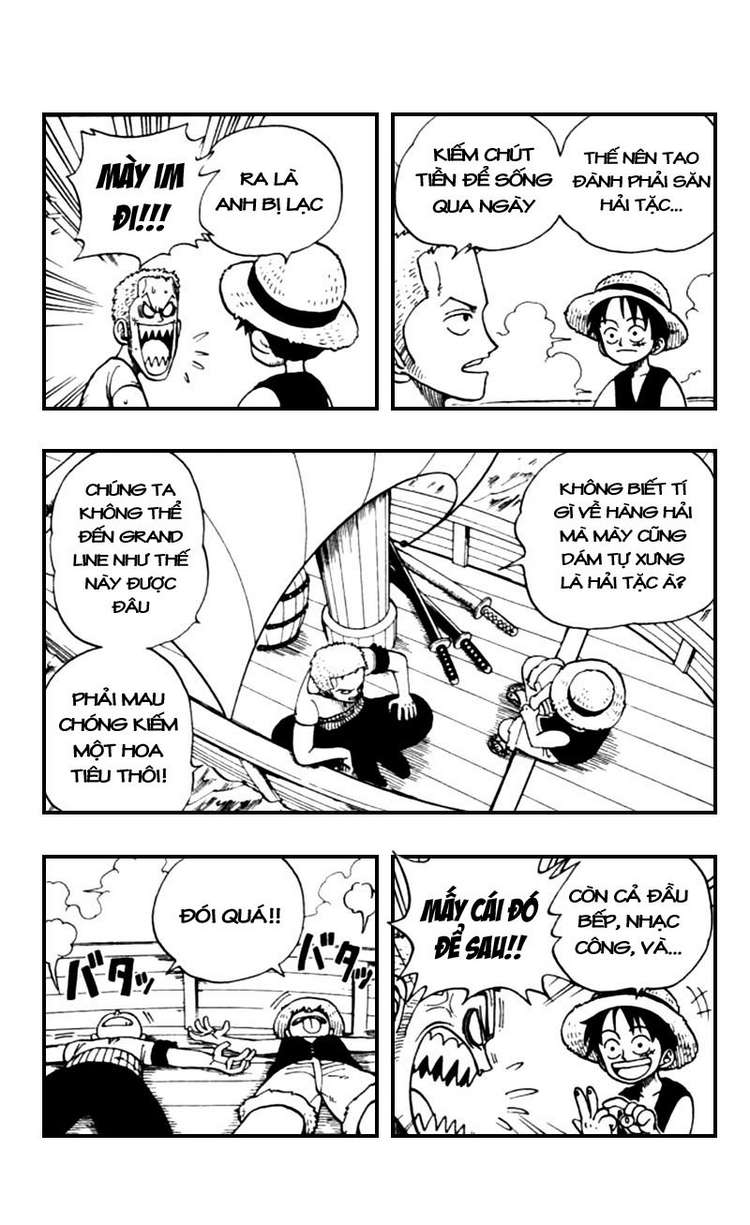 THẾ NÊN TAO
ĐÀNH PHẢI SĂN
HẢI TẶC...
KIẾM CHÚT
TIỀN ĐỂ SỐNG
QUA NGÀY
RA LÀ
ANH BỊ LẠC
MÀY IM
ĐI!!!
KHÔNG BIẾT TÍ
GÌ VỀ HÀNG HẢI
MÀ MÀY CŨNG
DÁM TỰ XƯNG
LÀ HẢI TẶC À?
CHÚNG TA
KHÔNG THỂ
ĐẾN GRAND
LINE NHƯ THẾ
NÀY ĐƯỢC
ĐÂU
PHẢI MAU
CHÓNG KIẾM
MỘT HOA
TIÊU THÔI!
CÒN CẢ ĐẦU
BẾP, NHẠC
CÔNG, VÀ...
MẤY CÁI ĐÓ
ĐỂ SAU!!
ĐÓI QUÁ!!
バタッ
バタッ